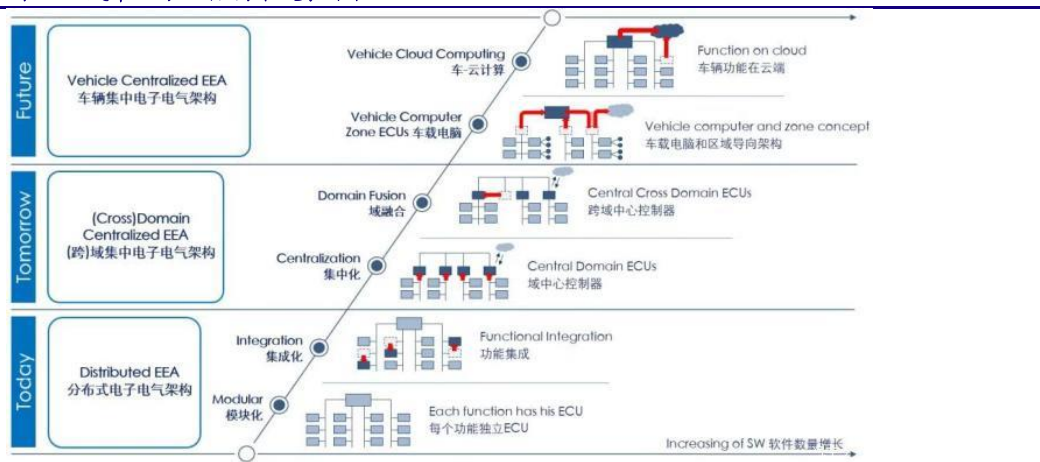 Future
Vehicle Centralized EEA
车辆集中电子电气架构
Vehicle Cloud Computing
车-云计算
Function on cloud
车辆功能在云端
Vehicle Computer
Zone ECUs 车载电脑
Vehicle computer and zone concept
车载电脑和区域导向架构
Tomorrow
(Cross)Domain
Centralized EEA
(跨)域集中电子电气架构
Domain Fusion
域融合
Central Cross Domain ECUs
跨域中心控制器
Centralization
集中化
Central Domain ECUs
域中心控制器
Today
Distributed EEA
分布式电子电气架构
Integration
集成化
Functional Integration
功能集成
Modular
模块化
Each function has his ECU
每个功能独立ECU
Increasing of SW 软件数量增长